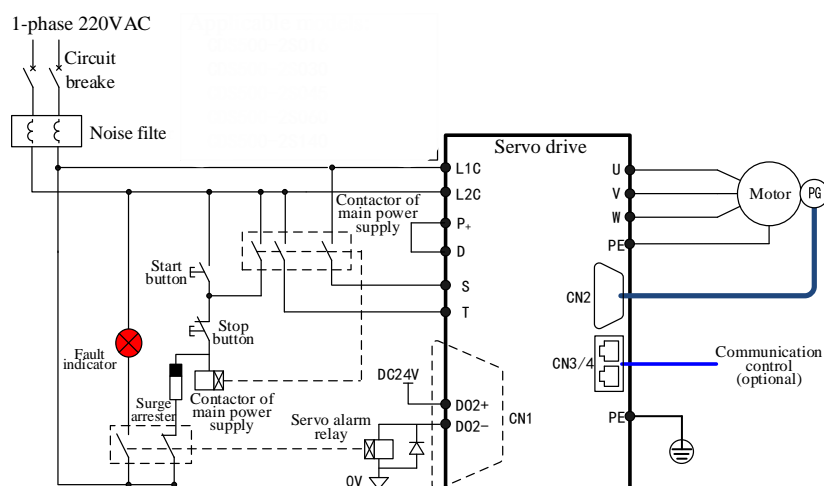 1-phase 220VAC
Circuit
breake
Noise filte
Servo drive
L1C
L2C
P+
D
S
T
U
V
W
PE
Motor
PG
Contactor of
main power
supply
Start
button
Stop
button
Fault
indicator
Surge
arrester
Contactor of
main power
supply
Servo alarm
relay
DC24V
DO2+
DO2-
CN1
0V
CN2
CN3/4
Communication
control
(optional)
PE